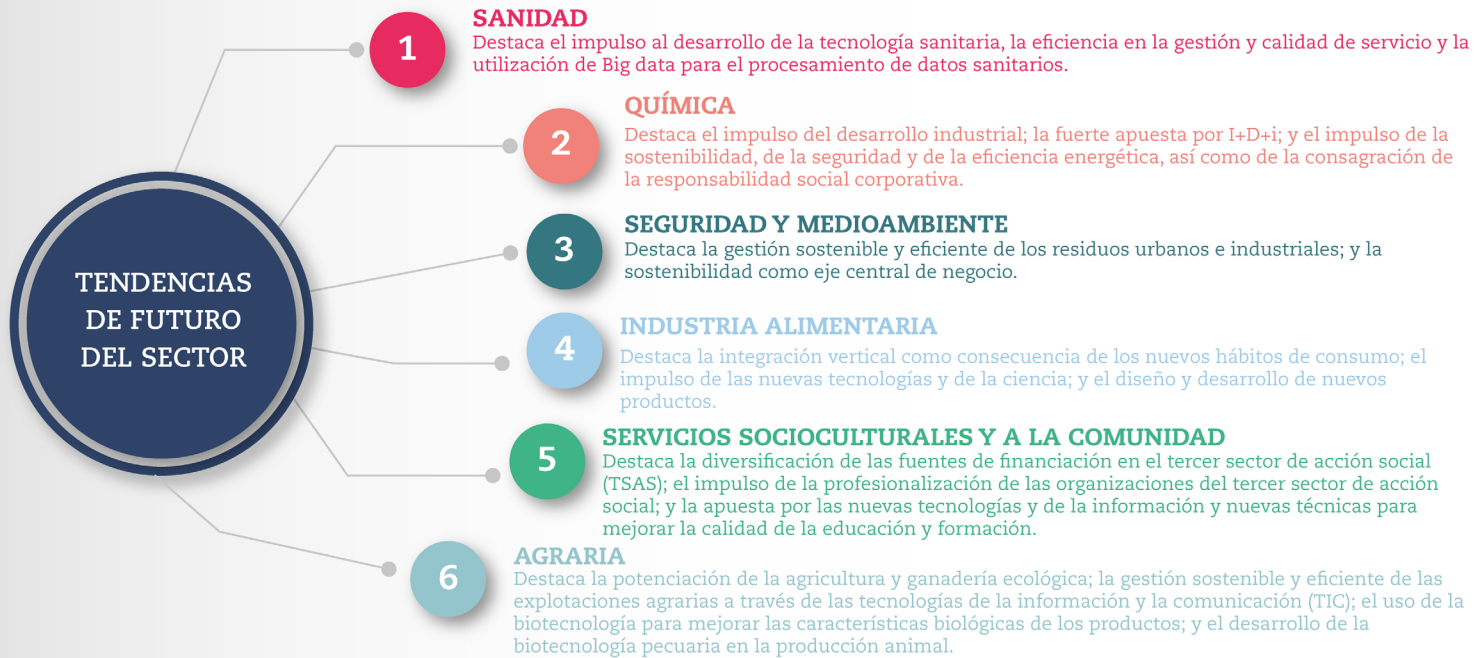 TENDENCIAS
DE FUTURO
DEL SECTOR
1
SANIDAD
Destaca el impulso al desarrollo de la tecnología sanitaria, la eficiencia en la gestión y calidad de servicio y la
utilización de Big data para el procesamiento de datos sanitarios.
2
QUÍMICA
Destaca el impulso del desarrollo industrial; la fuerte apuesta por I+D+i; y el impulso de la
sostenibilidad, de la seguridad y de la eficiencia energética, así como de la consagración de
la responsabilidad social corporativa.
3
SEGURIDAD Y MEDIOAMBIENTE
Destaca la gestión sostenible y eficiente de los residuos urbanos e industriales; y la
sostenibilidad como eje central de negocio.
4
INDUSTRIA ALIMENTARIA
Destaca la integración vertical como consecuencia de los nuevos hábitos de consumo; el
impulso de las nuevas tecnologías y de la ciencia; y el diseño y desarrollo de nuevos
productos.
5
SERVICIOS SOCIOCULTURALES Y A LA COMUNIDAD
Destaca la diversificación de las fuentes de financiación en el tercer sector de acción social
(TSAS); el impulso de la profesionalización de las organizaciones del tercer sector de acción
social; y la apuesta por las nuevas tecnologías y de la información y nuevas técnicas para
mejorar la calidad de la educación y formación.
6
AGRARIA
Destaca la potenciación de la agricultura y ganadería ecológica; la gestión sostenible y eficiente de las
explotaciones agrarias a través de las tecnologías de la información y la comunicación (TIC); el uso de la
biotecnología para mejorar las características biológicas de los productos; y el desarrollo de la
biotecnología pecuaria en la producción animal.